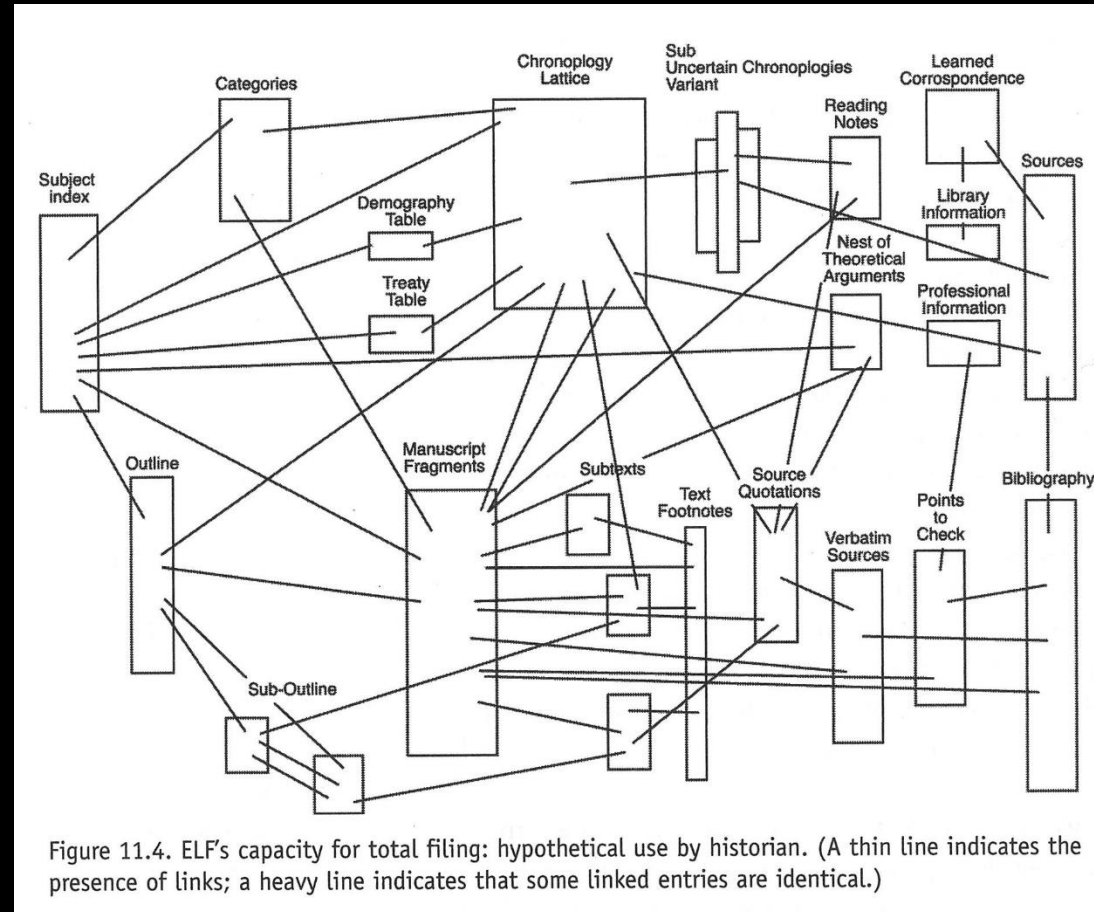 Categories
Chronoplogy
Lattice
Sub
Uncertain Chronoplogies
Variant
Learned
Corrospondence
Reading
Notes
Sources
Subject
index
Demography
Table
Library
Information
Nest of
Theoretical
Arguments
Treaty
Table
Professional
Information
Outline
Manuscript
Fragments
Subtexts
Text
Footnotes
Source
Quotations
Bibliography
Points
to
Check
Verbatim
Sources
Sub-Outline
Figure 11.4. ELF's capacity for total filing: hypothetical use by historian. (A thin line indicates the
presence of links; a heavy line indicates that some linked entries are identical.)